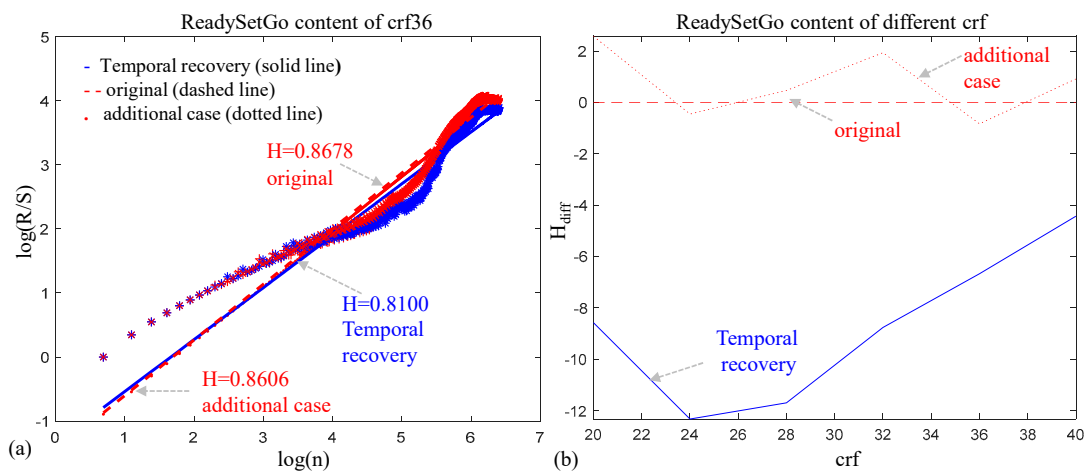 ReadySetGo content of crf36
5
4
3
2
1
0
-1
log(R/S)
- Temporal recovery (solid line)
-- original (dashed line)
. additional case (dotted line)
H=0.8678
original
H=0.8100
Temporal
recovery
H=0.8606
additional case
0 1 2 3 4 5 6 7
log(n)
(a)
ReadySetGo content of different crf
2
0
-2
-4
-6
-8
-10
-12
H_diff
additional
case
original
Temporal
recovery
20 22 24 26 28 30 32 34 36 38 40
crf
(b)